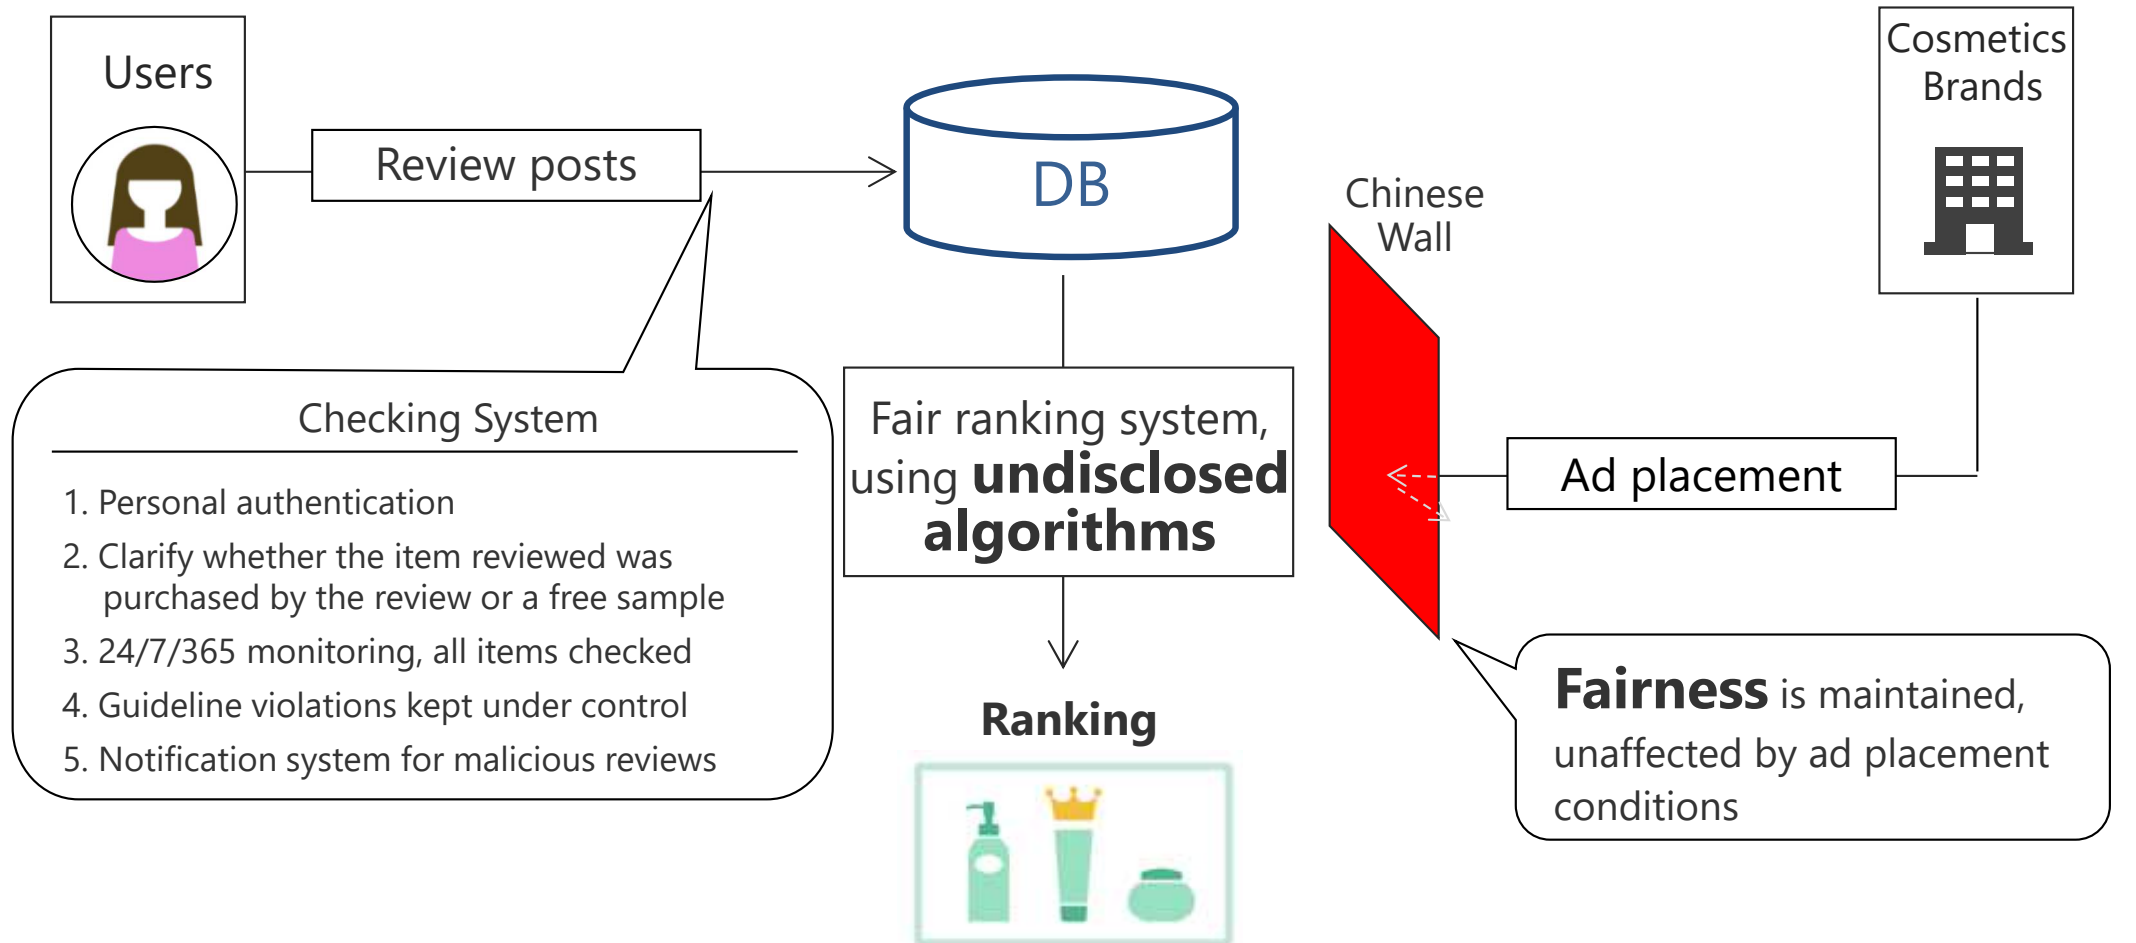 Users
Review posts
DB
Chinese
Wall
Cosmetics
Brands
Checking System
1. Personal authentication
2. Clarify whether the item reviewed was
purchased by the review or a free sample
3. 24/7/365 monitoring, all items checked
4. Guideline violations kept under control
5. Notification system for malicious reviews
Fair ranking system,
using undisclosed
algorithms
Ranking
Ad placement
Fairness is maintained,
unaffected by ad placement
conditions